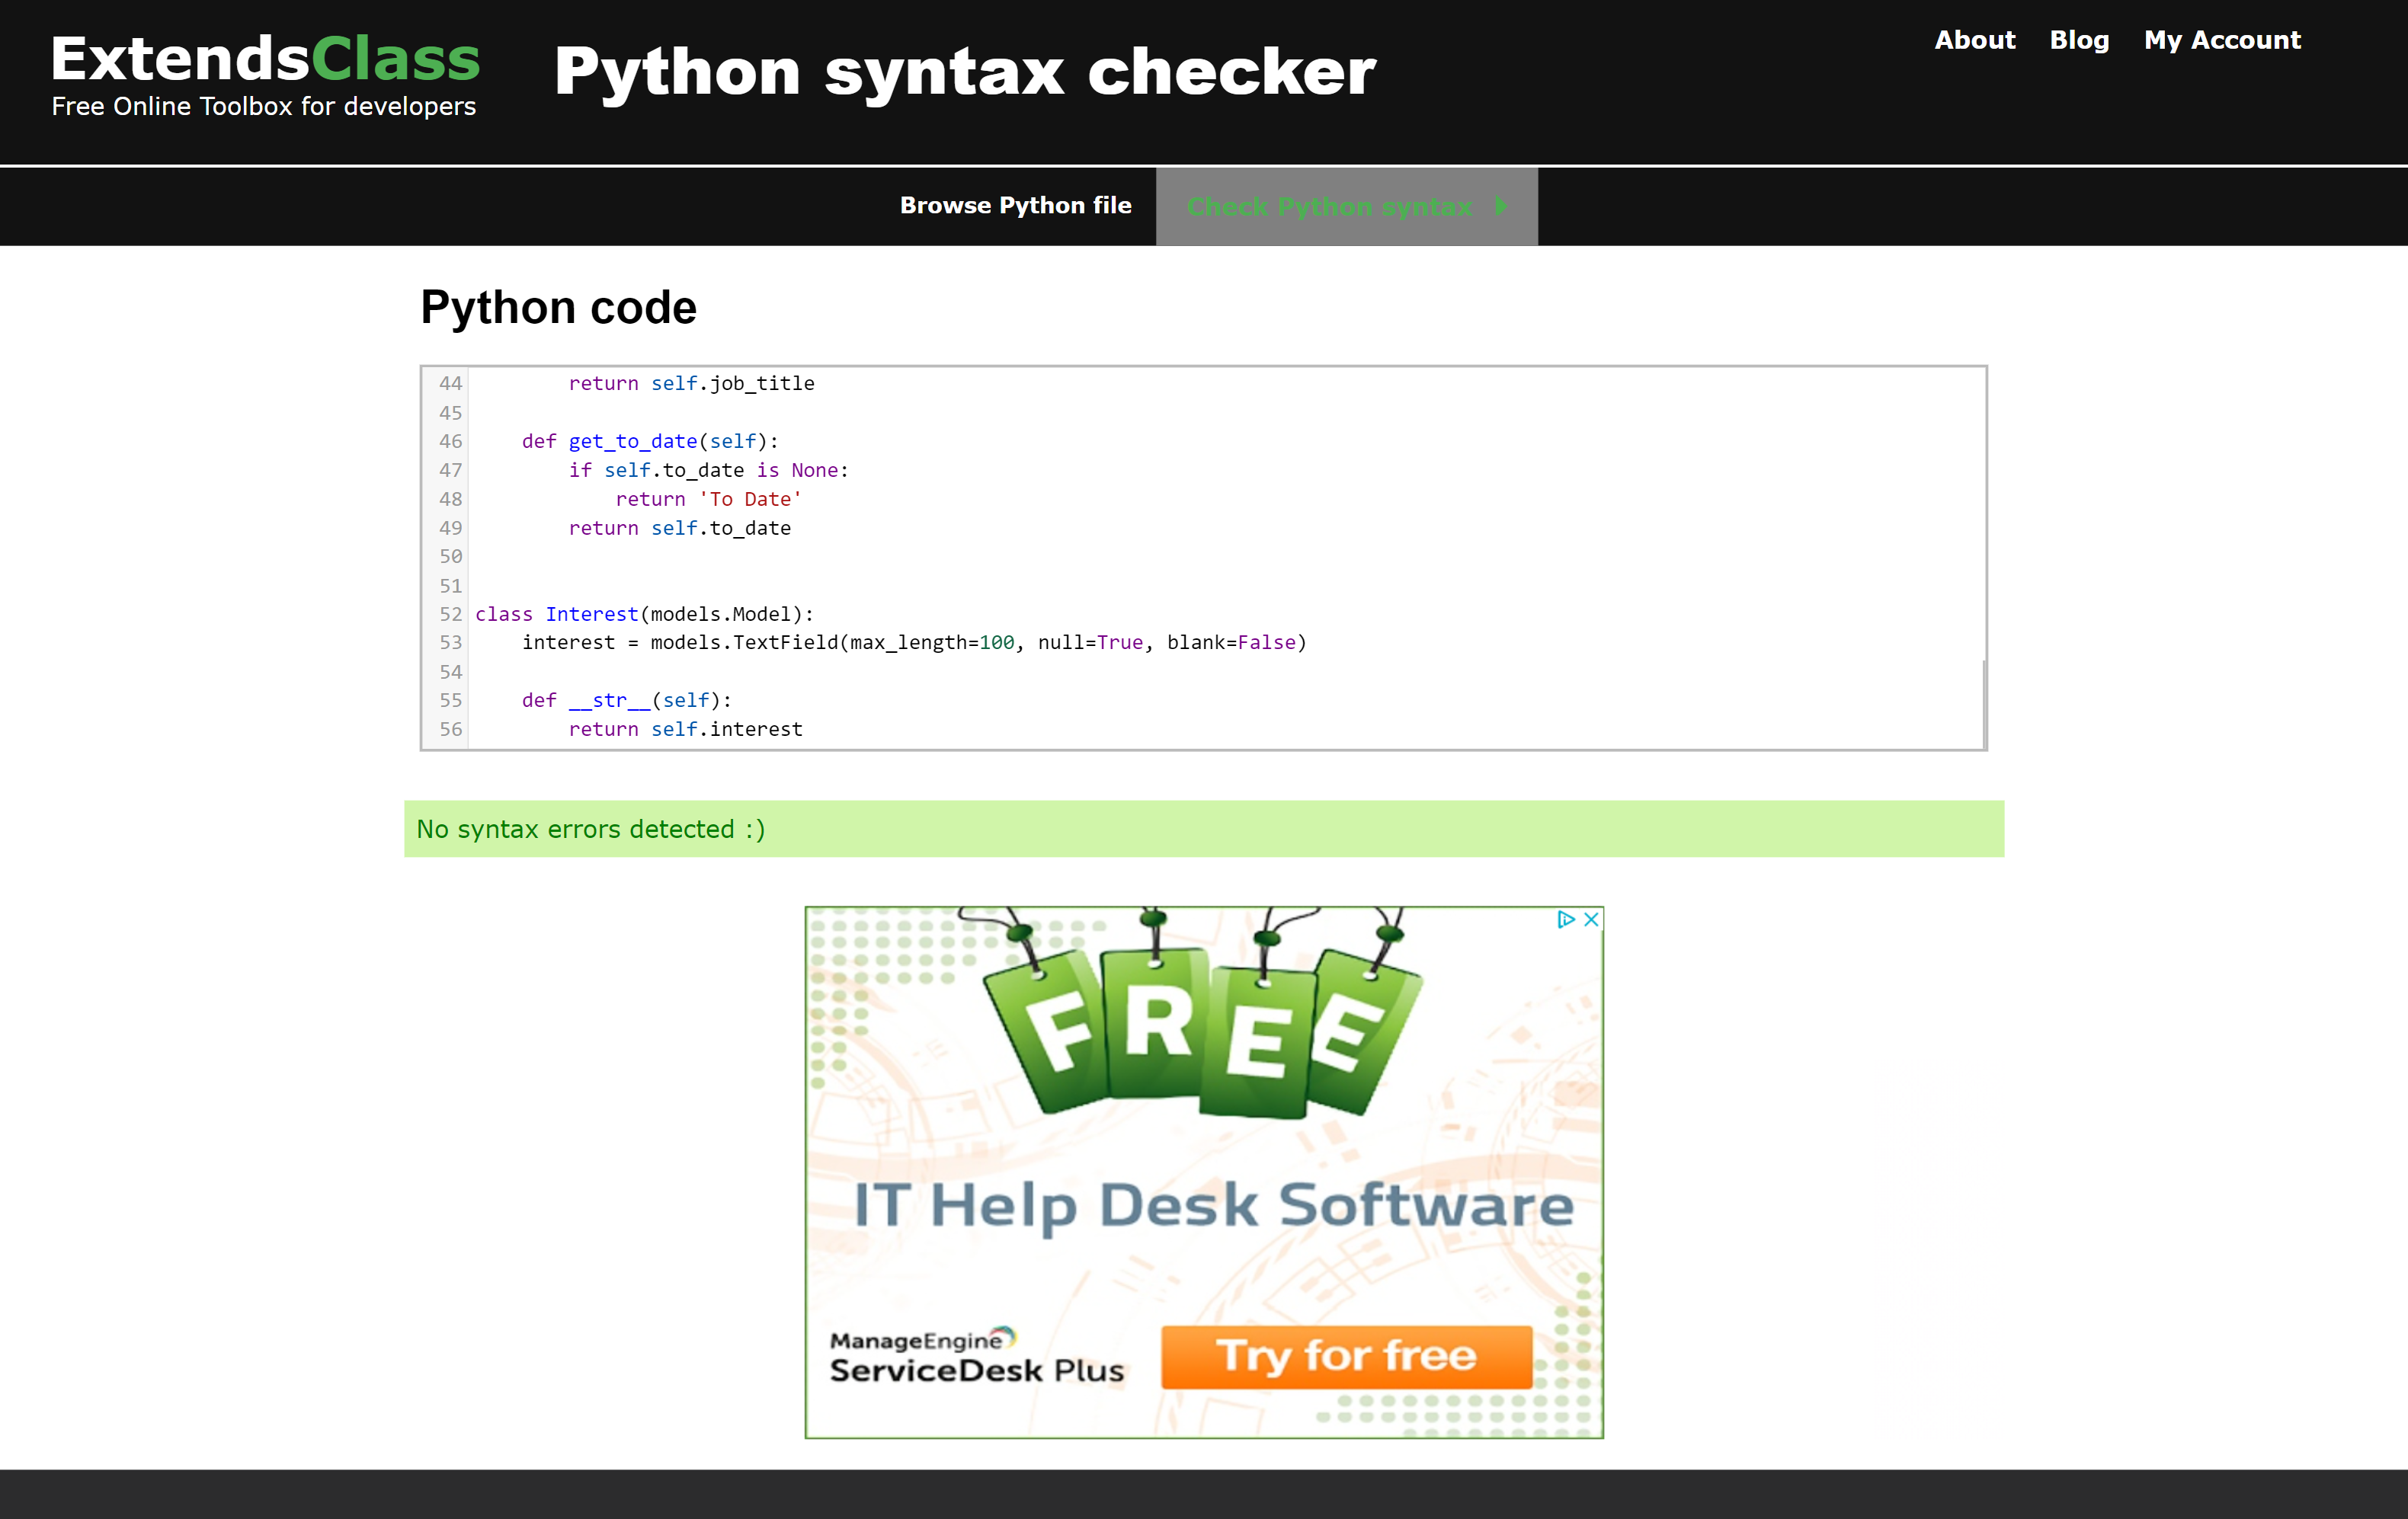 ExtendsClass
Free Online Toolbox for developers
Python syntax checker
About Blog My Account
Browse Python file
Check Python syntax
Python code
44         return self.job_title
45
46     def get_to_date(self):
47         if self.to_date is None:
48             return 'To Date'
49         return self.to_date
50
51
52 class Interest(models.Model):
53     interest = models.TextField(max_length=100, null=True, blank=False)
54
55     def __str__(self):
56         return self.interest
No syntax errors detected :)
FREE
IT Help Desk Software
ManageEngine
ServiceDesk Plus
Try for free